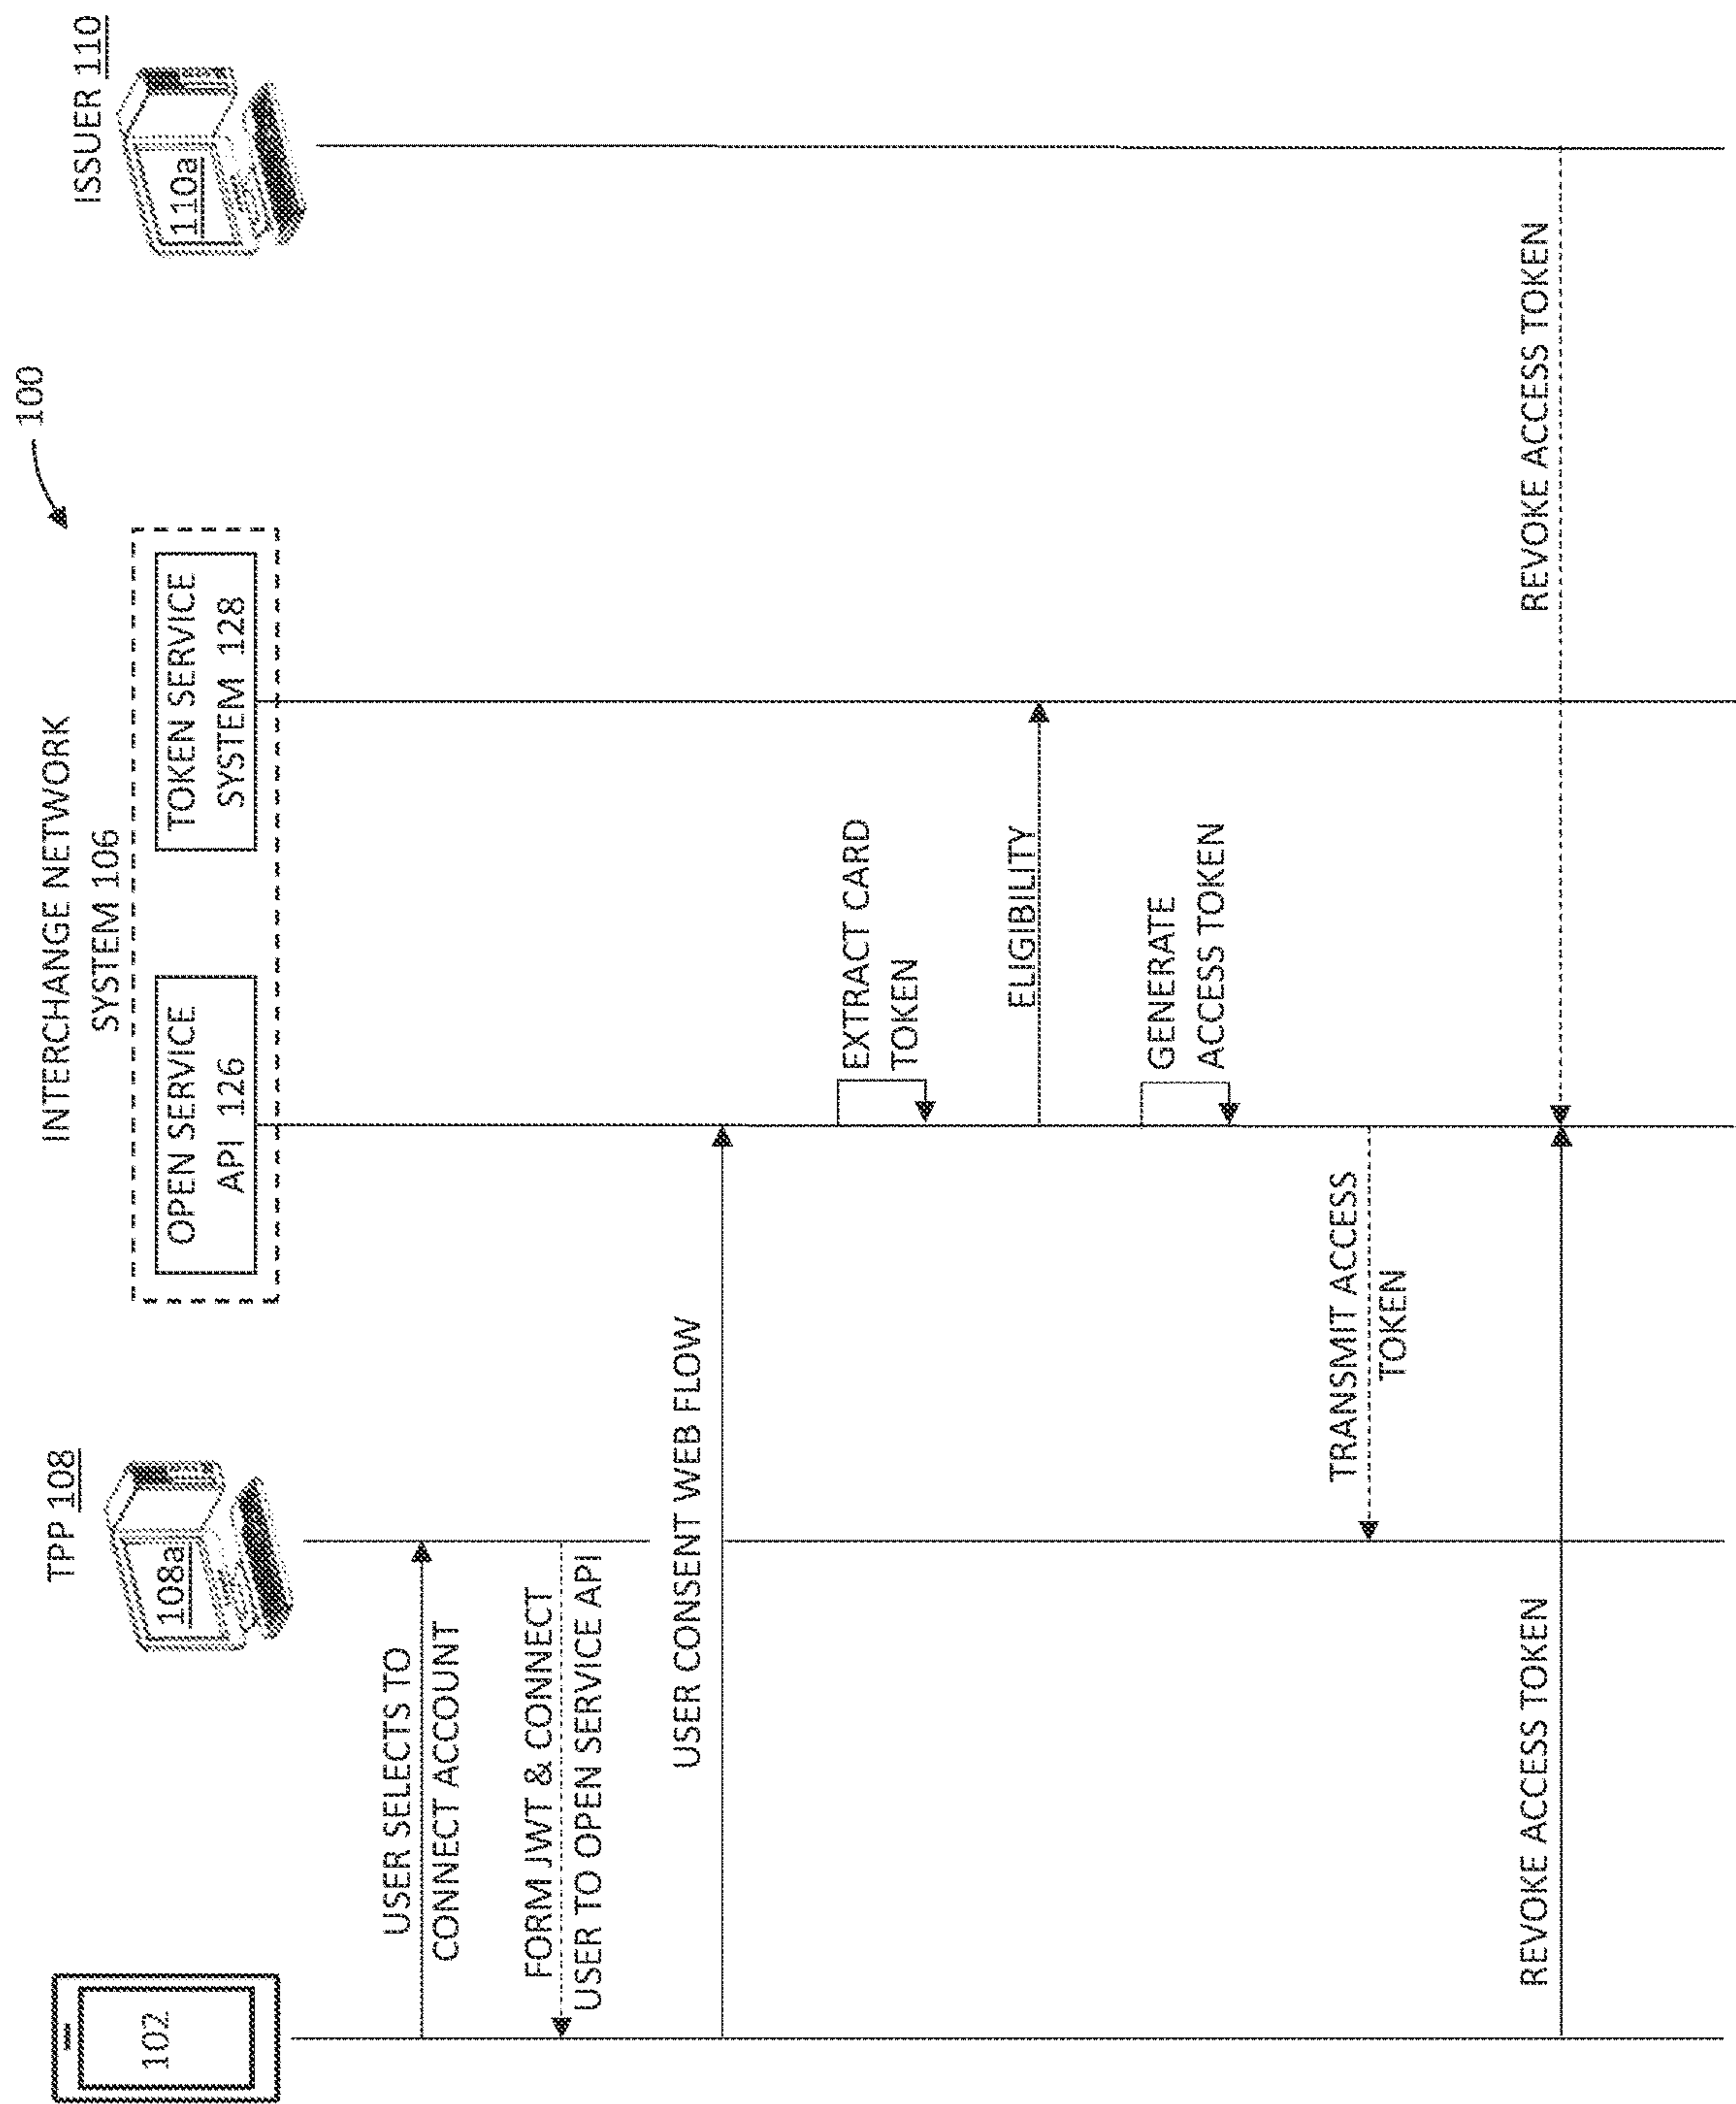 100
INTERCHANGE NETWORK
SYSTEM 106
TPP 108
ISSUER 110
102
108a
OPEN SERVICE
API 126
TOKEN SERVICE
SYSTEM 128
110a
USER SELECTS TO
CONNECT ACCOUNT
FORM JWT & CONNECT
USER TO OPEN SERVICE API
USER CONSENT WEB FLOW
EXTRACT CARD
TOKEN
ELIGIBILITY
GENERATE
ACCESS TOKEN
TRANSMIT ACCESS
TOKEN
REVOKE ACCESS TOKEN
REVOKE ACCESS TOKEN